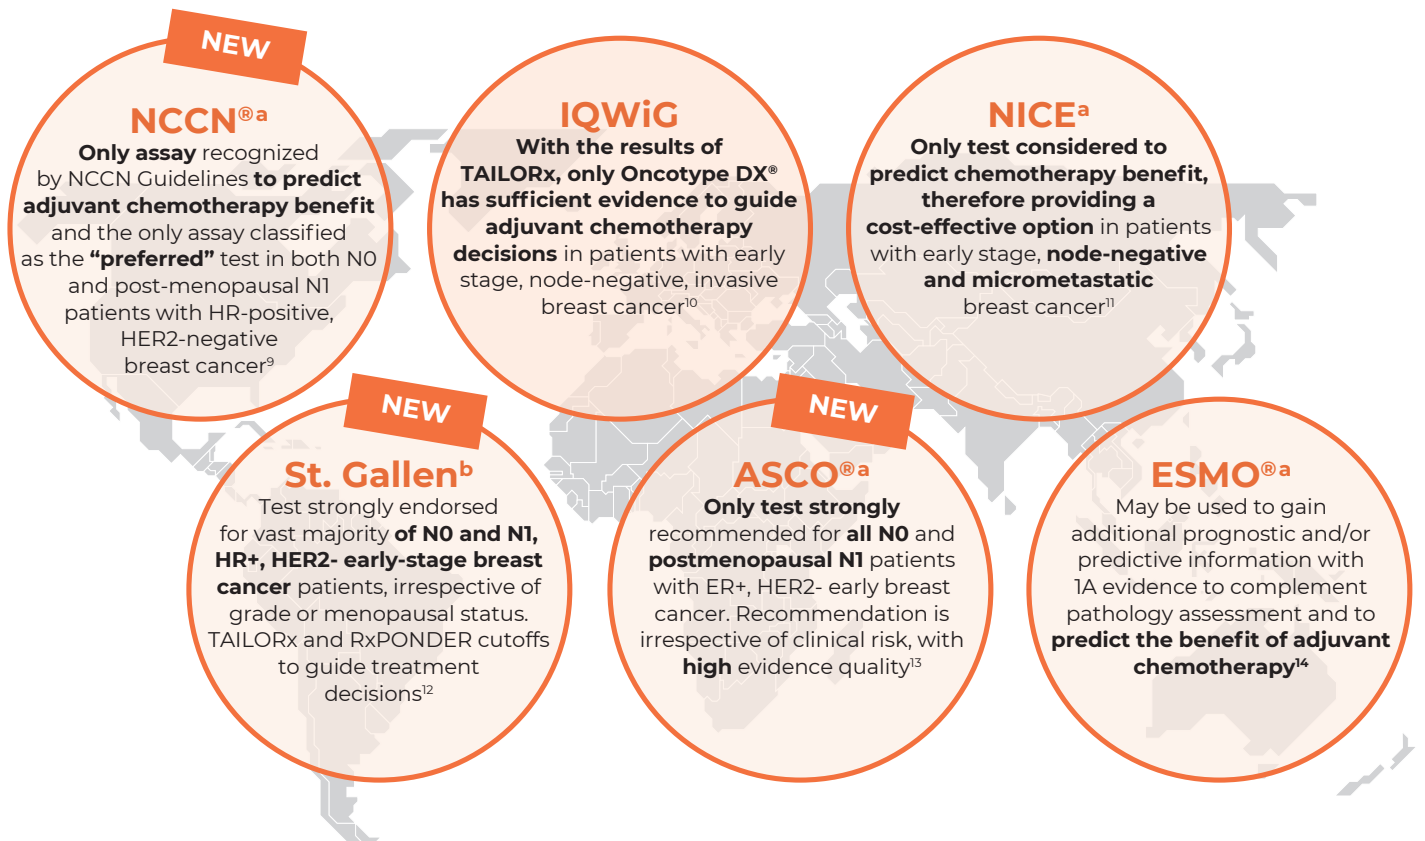 NEW
NCCN®a
Only assay recognized
by NCCN Guidelines to predict
adjuvant chemotherapy benefit
and the only assay classified
as the “preferred” test in both N0
and post-menopausal N1
patients with HR-positive,
HER2-negative
breast cancer9
IQWiG
With the results of
TAILORx, only Oncotype DX®
has sufficient evidence to guide
adjuvant chemotherapy
decisions in patients with early
stage, node-negative, invasive
breast cancer10
NICEa
Only test considered to
predict chemotherapy benefit,
therefore providing a
cost-effective option in patients
with early stage, node-negative
and micrometastatic
breast cancer11
NEW
St. Gallenb
Test strongly endorsed
for vast majority of N0 and N1,
HR+, HER2- early-stage breast
cancer patients, irrespective of
grade or menopausal status.
TAILORx and RxPONDER cutoffs
to guide treatment
decisions12
NEW
ASCO®a
Only test strongly
recommended for all N0 and
postmenopausal N1 patients
with ER+, HER2- early breast
cancer. Recommendation is
irrespective of clinical risk, with
high evidence quality13
ESMO®a
May be used to gain
additional prognostic and/or
predictive information with
1A evidence to complement
pathology assessment and to
predict the benefit of adjuvant
chemotherapy14